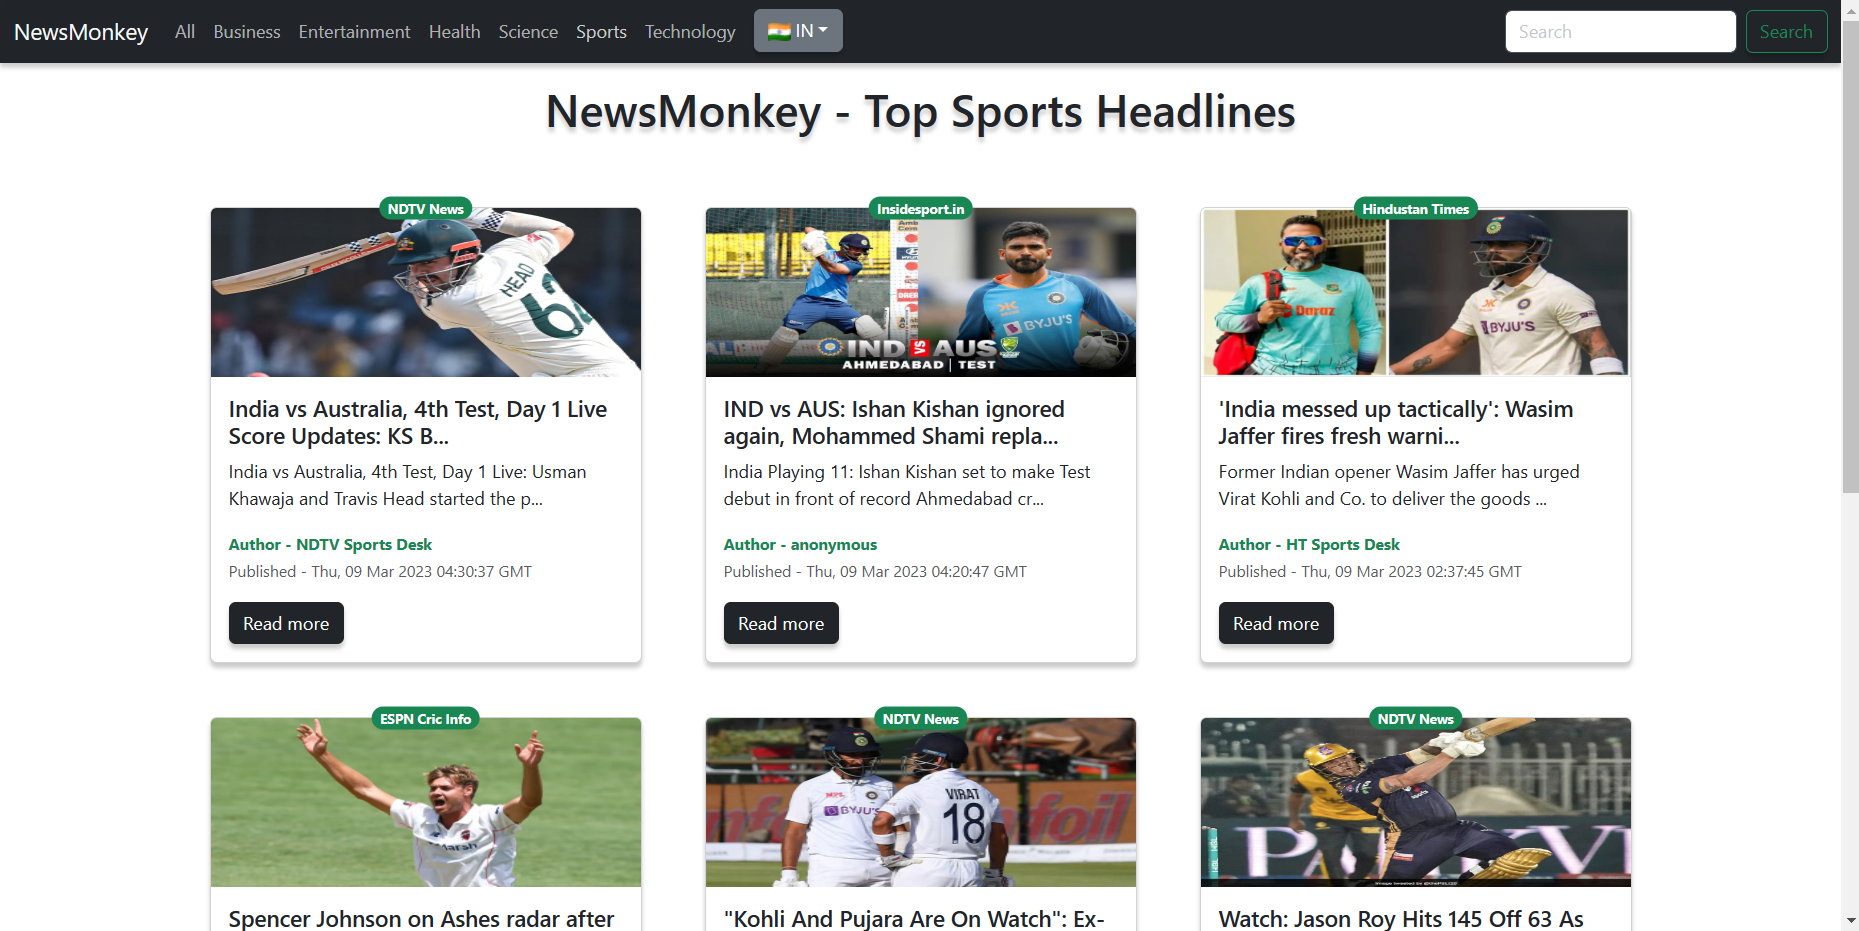 NewsMonkey All Business Entertainment Health Science Sports Technology 🇮🇳 IN Search Search
NewsMonkey - Top Sports Headlines
NDTV News
HEAD
62
India vs Australia, 4th Test, Day 1 Live
Score Updates: KS B...
India vs Australia, 4th Test, Day 1 Live: Usman
Khawaja and Travis Head started the p...
Author - NDTV Sports Desk
Published - Thu, 09 Mar 2023 04:30:37 GMT
Read more
Insidesport.in
BYJU'S
IND VS AUS
AHMEDABAD | TEST
IND vs AUS: Ishan Kishan ignored
again, Mohammed Shami repla...
India Playing 11: Ishan Kishan set to make Test
debut in front of record Ahmedabad cr...
Author - anonymous
Published - Thu, 09 Mar 2023 04:20:47 GMT
Read more
Hindustan Times
Daraz
BYJU'S
'India messed up tactically': Wasim
Jaffer fires fresh warni...
Former Indian opener Wasim Jaffer has urged
Virat Kohli and Co. to deliver the goods ...
Author - HT Sports Desk
Published - Thu, 09 Mar 2023 02:37:45 GMT
Read more
ESPN Cric Info
Spencer Johnson on Ashes radar after
NDTV News
MPL
BYJU'S
VIRAT
18
foil
"Kohli And Pujara Are On Watch": Ex-
NDTV News
Watch: Jason Roy Hits 145 Off 63 As